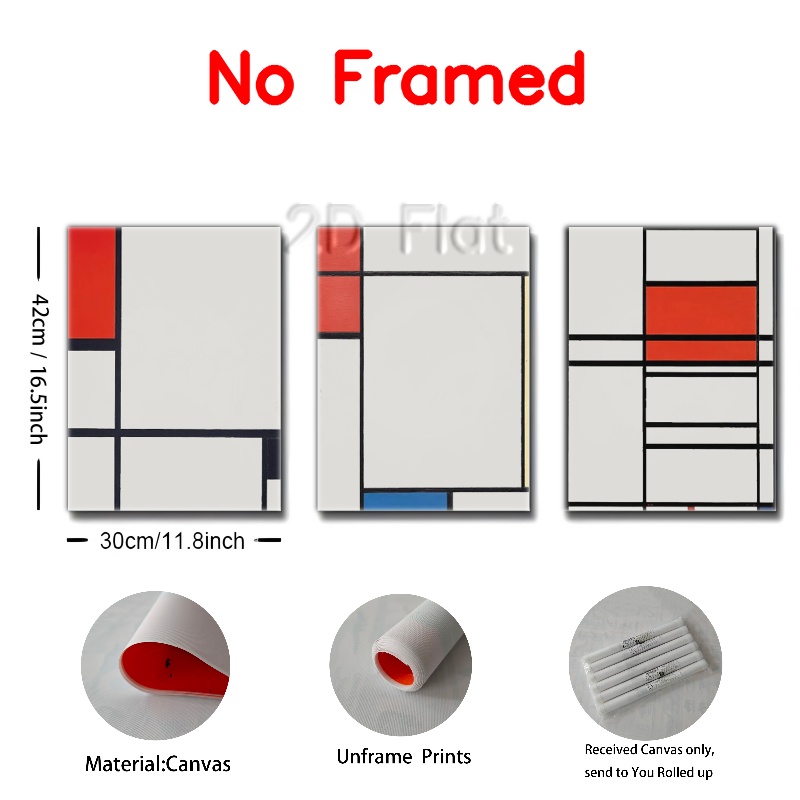 No Framed
2D Flat
42cm / 16.5inch
30cm/11.8inch
Material:Canvas
Unframe Prints
Received Canvas only,
send to You Rolled up